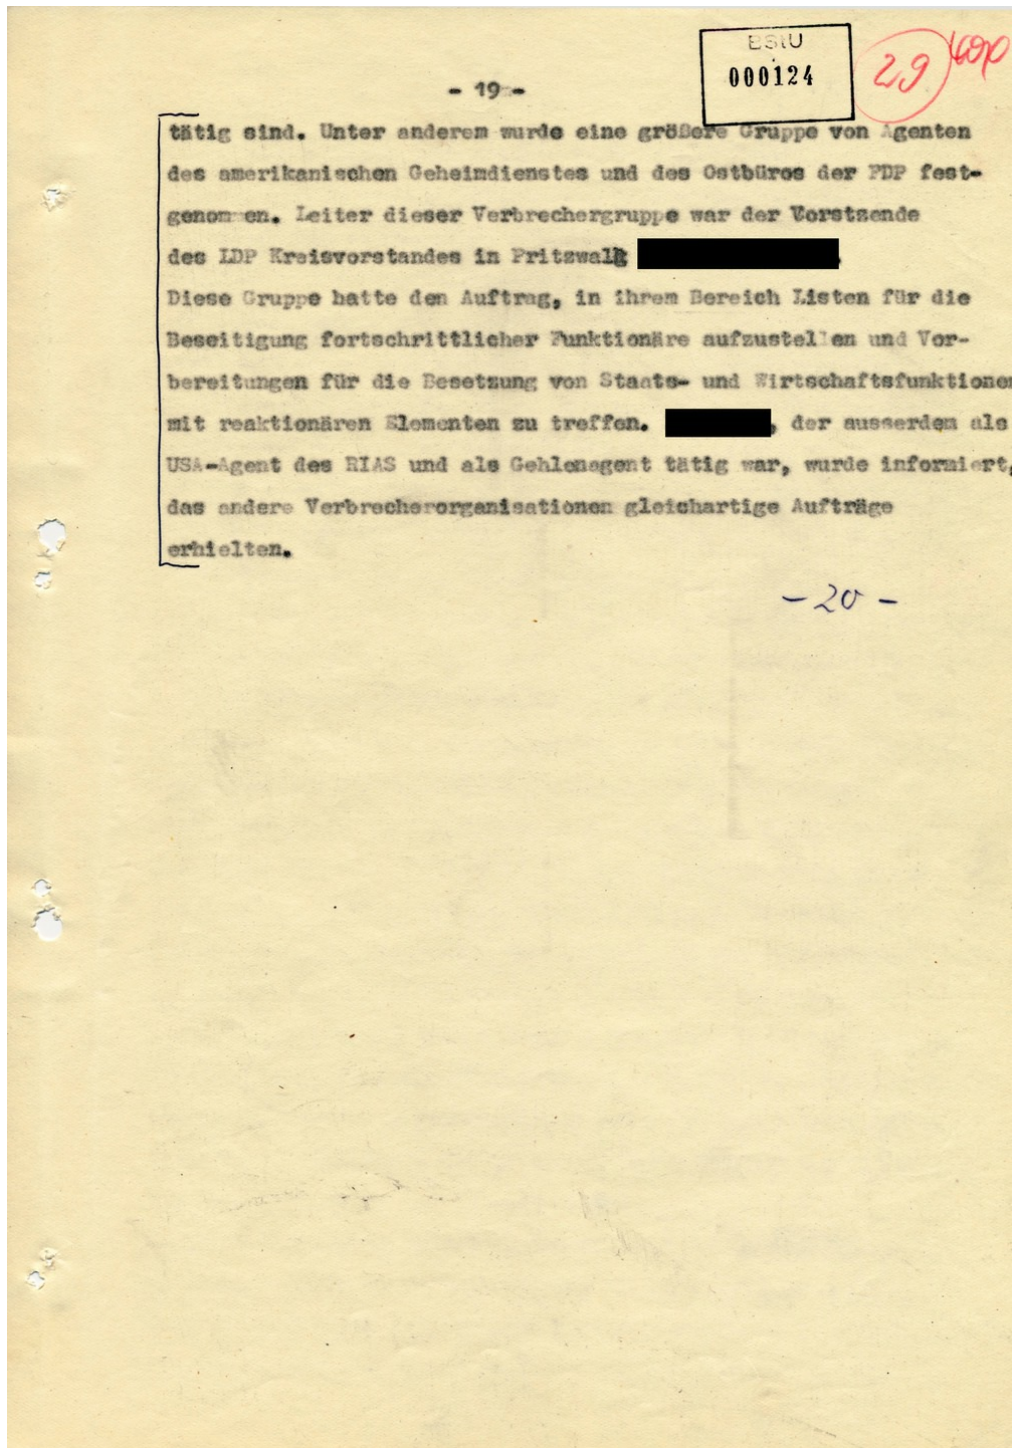 BStU
000124
29
- 19 -
tätig sind. Unter anderem wurde eine größere Gruppe von Agenten
des amerikanischen Geheimdienstes und des Ostbüros der FDP fest-
genommen. Leiter dieser Verbrechergruppe war der Vorstzende
des LDP Kreisvorstandes in Pritzwalk .
Diese Gruppe hatte den Auftrag, in ihrem Bereich Listen für die
Beseitigung fortschrittlicher Funktionäre aufzustellen und Vor-
bereitungen für die Besetzung von Staats- und Wirtschaftsfunktionen
mit reaktionären Elementen zu treffen. , der ausserdem als
USA-Agent des RIAS und als Gehlenagent tätig war, wurde informiert,
das andere Verbrecherorganisationen gleichartige Aufträge
erhielten.
- 20 -